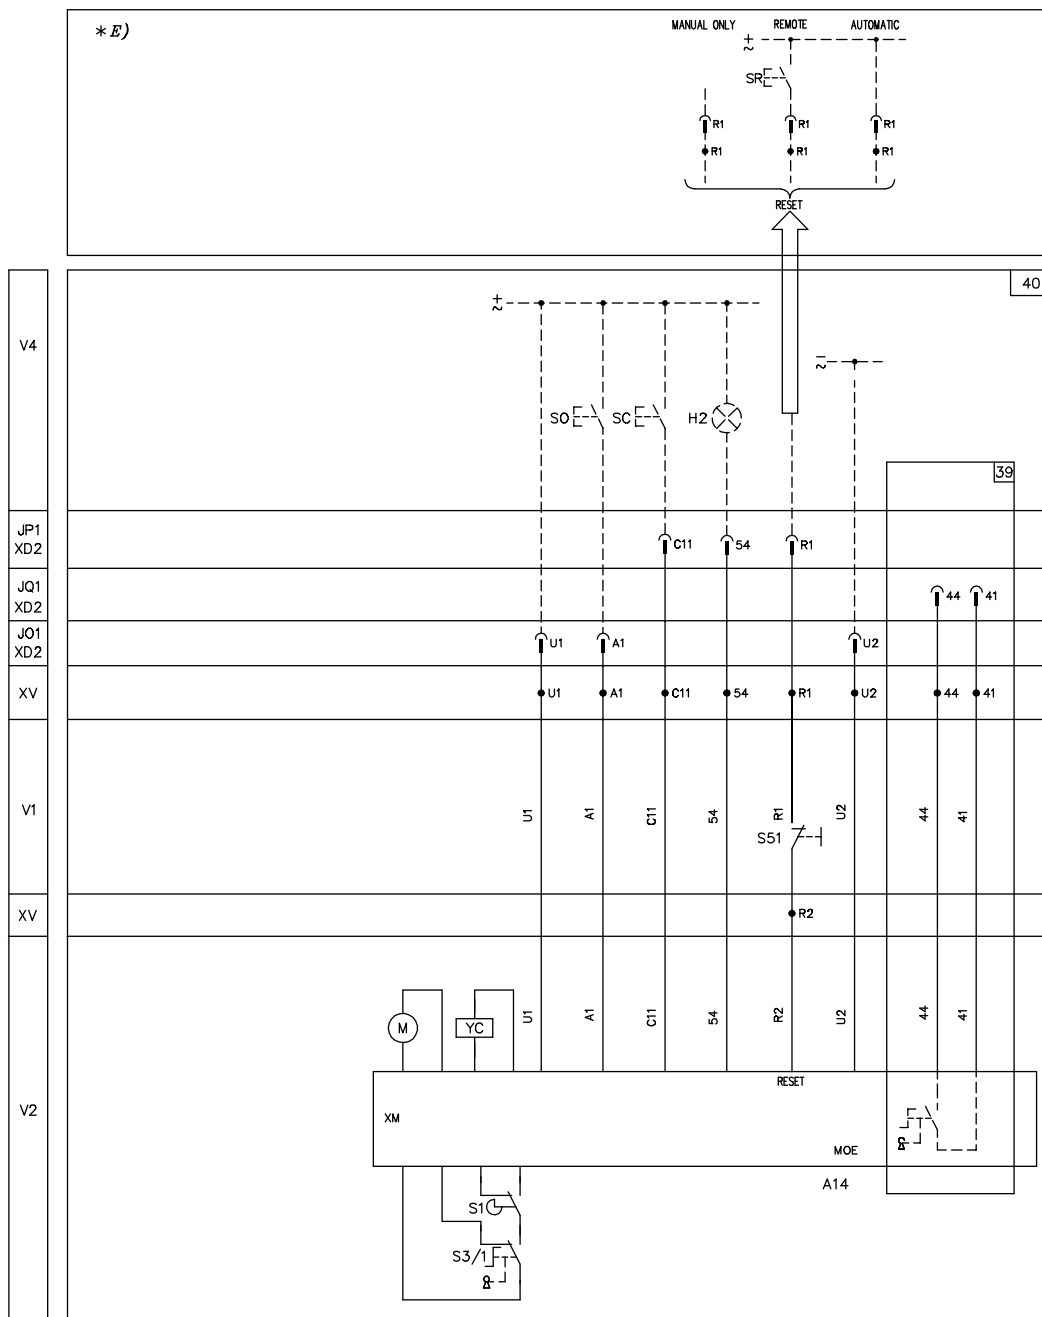 * E)
MANUAL ONLY REMOTE AUTOMATIC
+
~
SR
R1 R1 R1
R1 R1 R1
RESET
40
+
~
V4
-
~
SO SC H2
39
JP1
XD2
C11 54 R1
JQ1
XD2
44 41
JO1
XD2
U1 A1 U2
XV
U1 A1 C11 54 R1 U2 44 41
V1
U1 A1 C11 54 R1 U2 44 41
S51
XV
R2
M YC
U1 A1 C11 54 R2 U2 44 41
RESET
V2
XM
MOE
A14
S1
S3/1